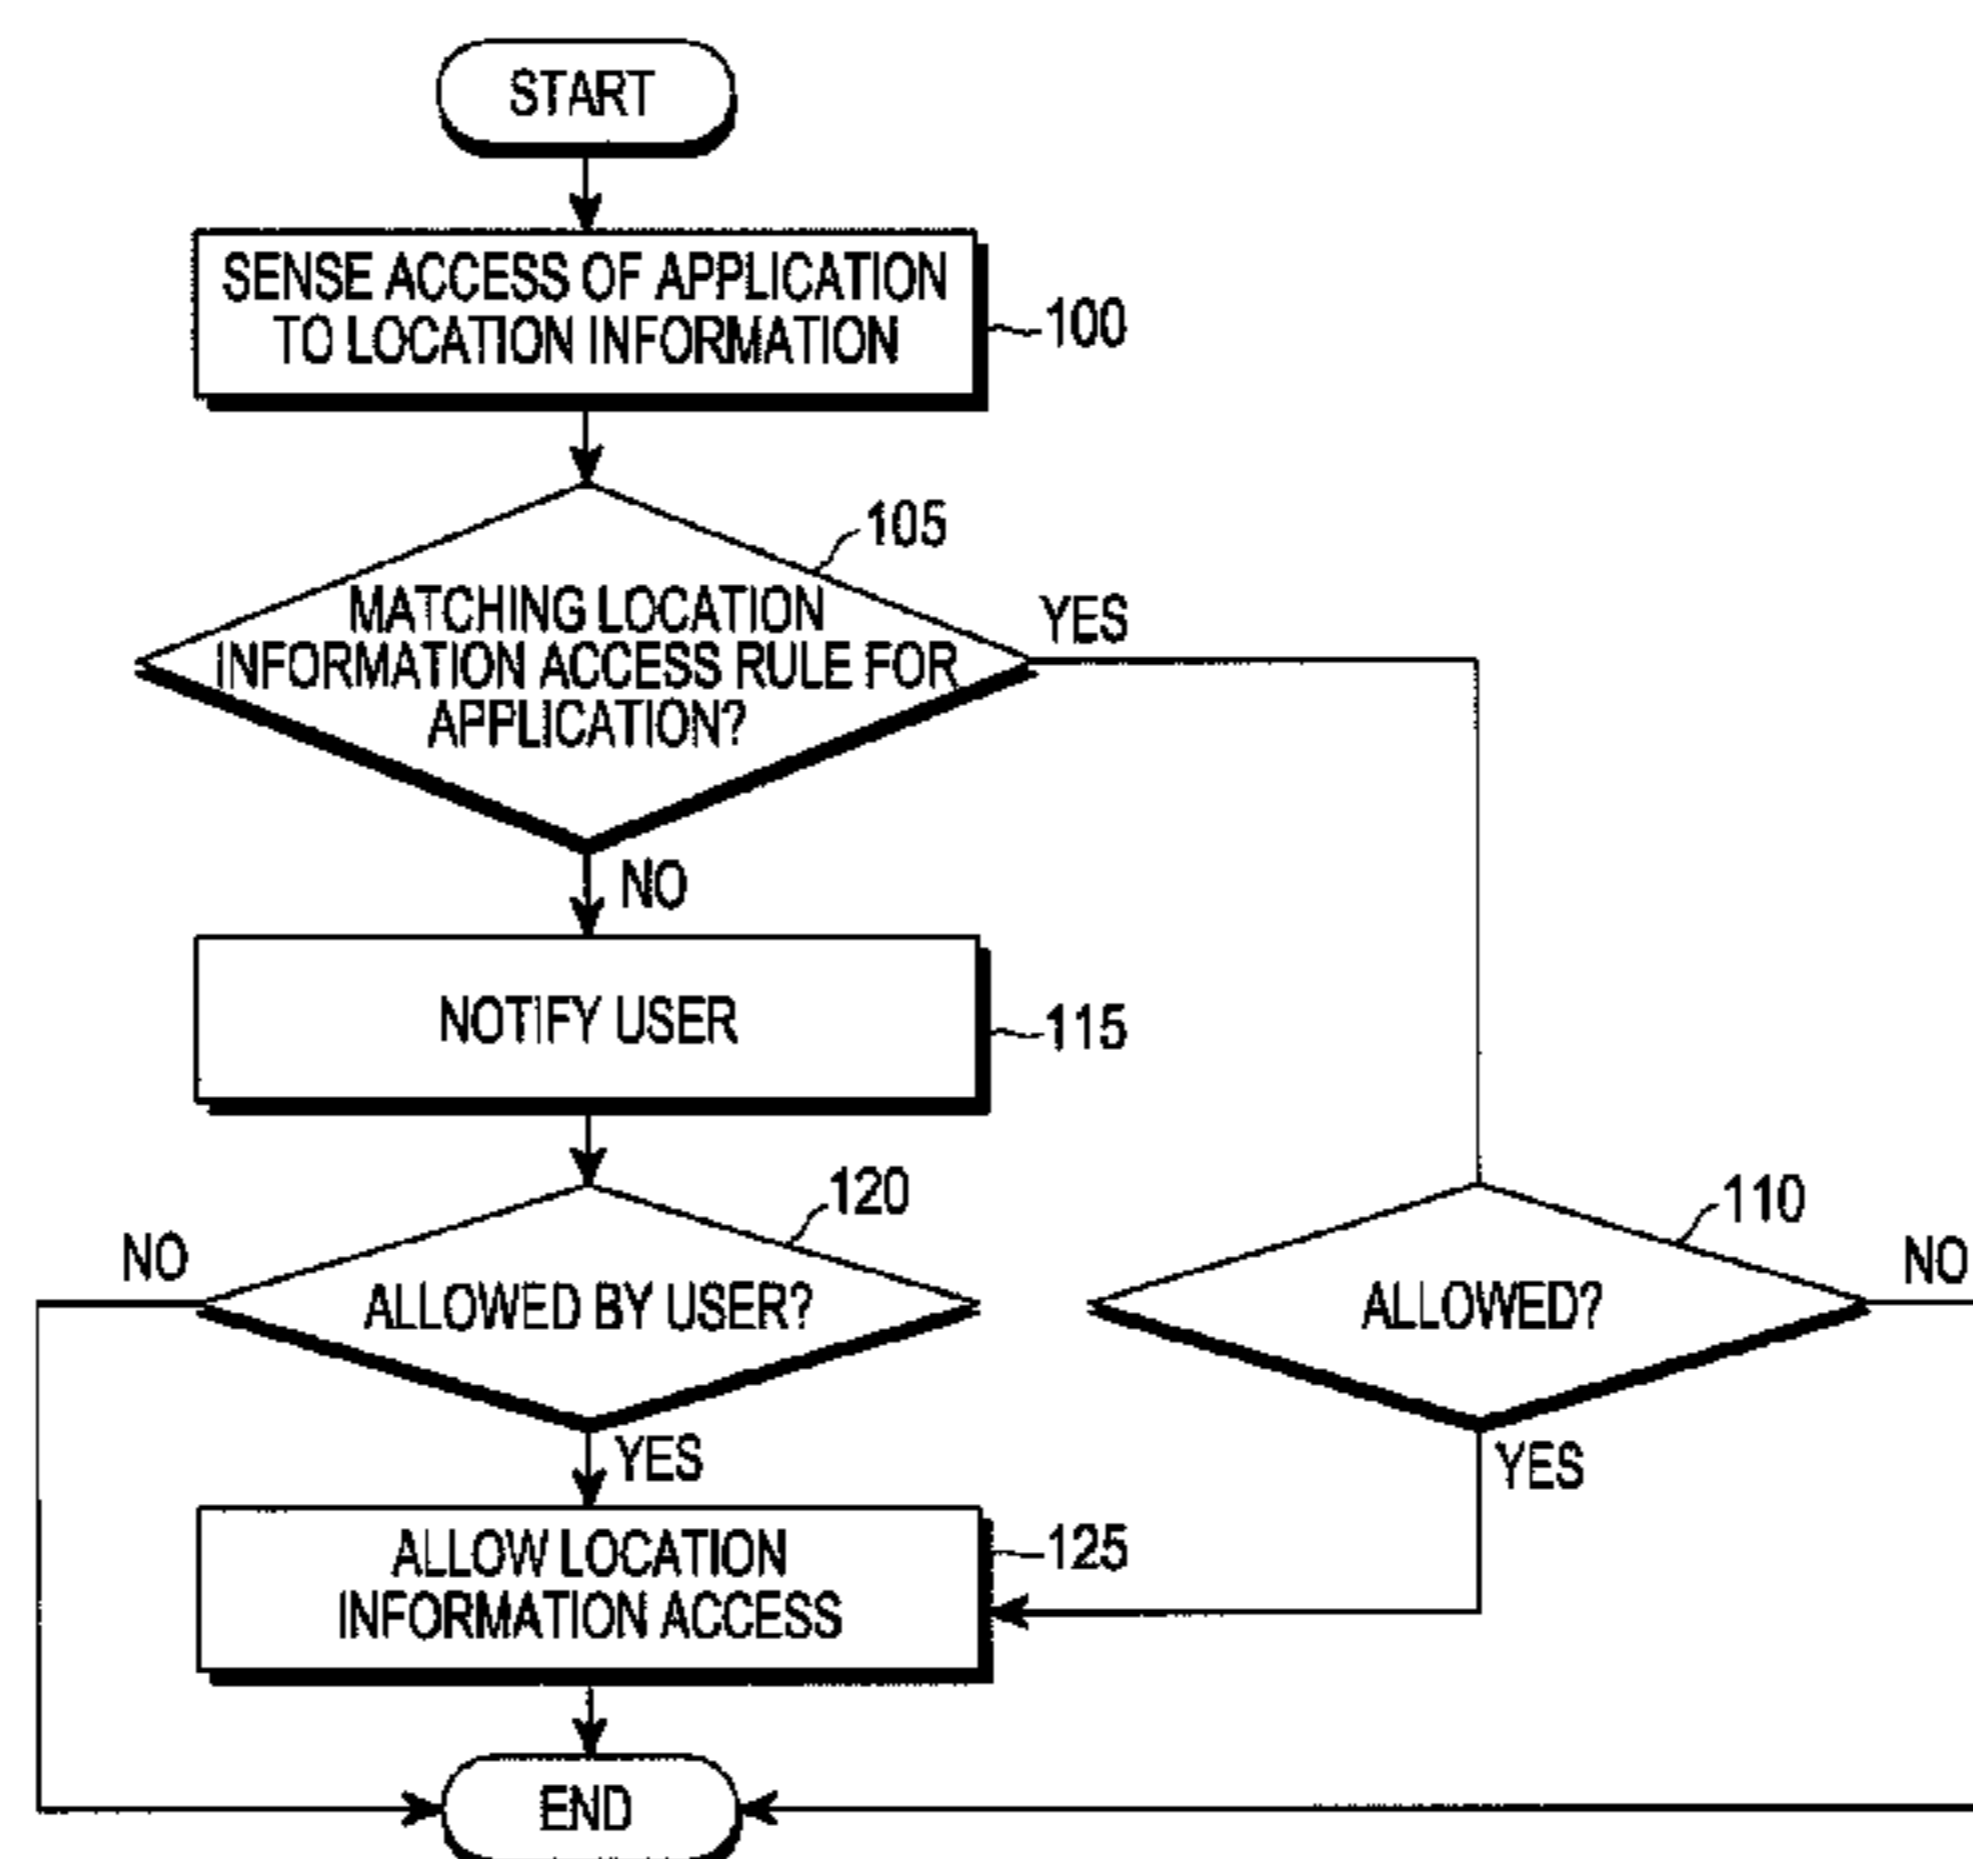 START
SENSE ACCESS OF APPLICATION
TO LOCATION INFORMATION
100
105
MATCHING LOCATION
INFORMATION ACCESS RULE FOR
APPLICATION?
YES
NO
NOTIFY USER
115
120
110
NO
ALLOWED BY USER?
ALLOWED?
NO
YES
YES
ALLOW LOCATION
INFORMATION ACCESS
125
END